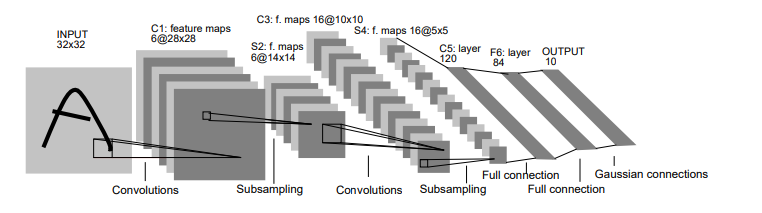 INPUT
32x32
C1: feature maps
6@28x28
S2: f. maps
6@14x14
C3: f. maps 16@10x10
S4: f. maps 16@5x5
C5: layer
120
F6: layer
84
OUTPUT
10
A
Convolutions
Subsampling
Convolutions
Subsampling
Full connection
Full connection
Gaussian connections